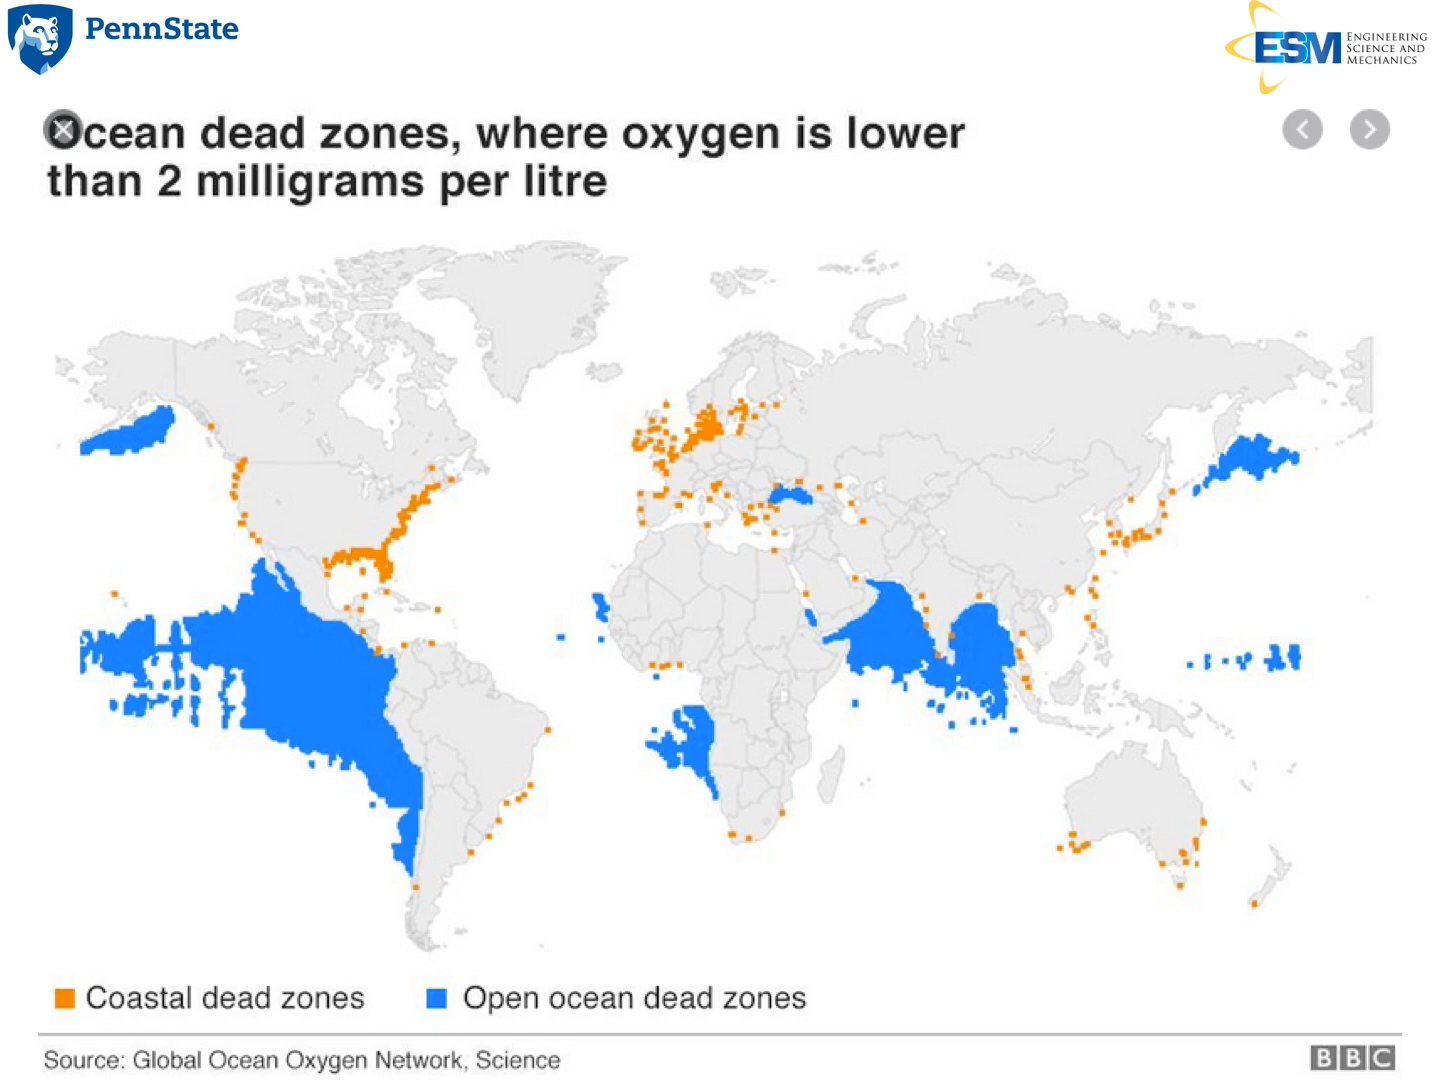 PennState
ESM ENGINEERING
SCIENCE AND
MECHANICS
Ocean dead zones, where oxygen is lower
than 2 milligrams per litre
Coastal dead zones
Open ocean dead zones
Source: Global Ocean Oxygen Network, Science
BBC